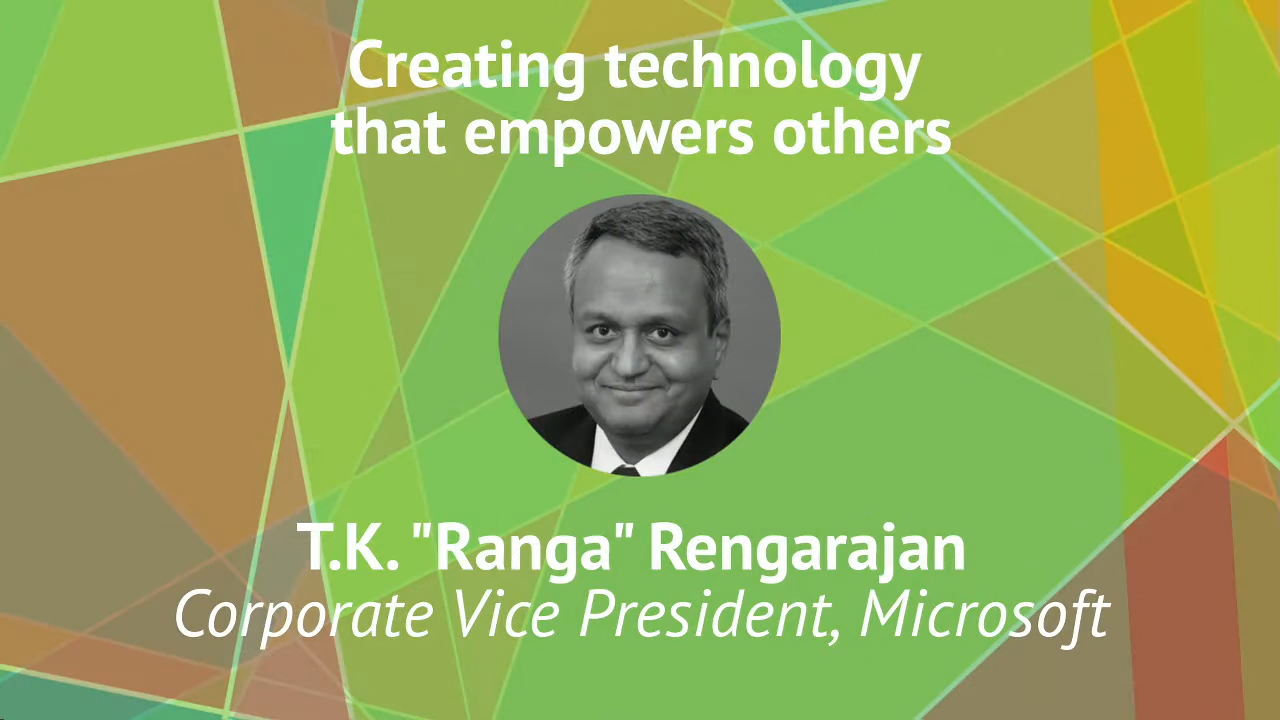 Creating technology
that empowers others
T.K. "Ranga" Rengarajan
Corporate Vice President, Microsoft